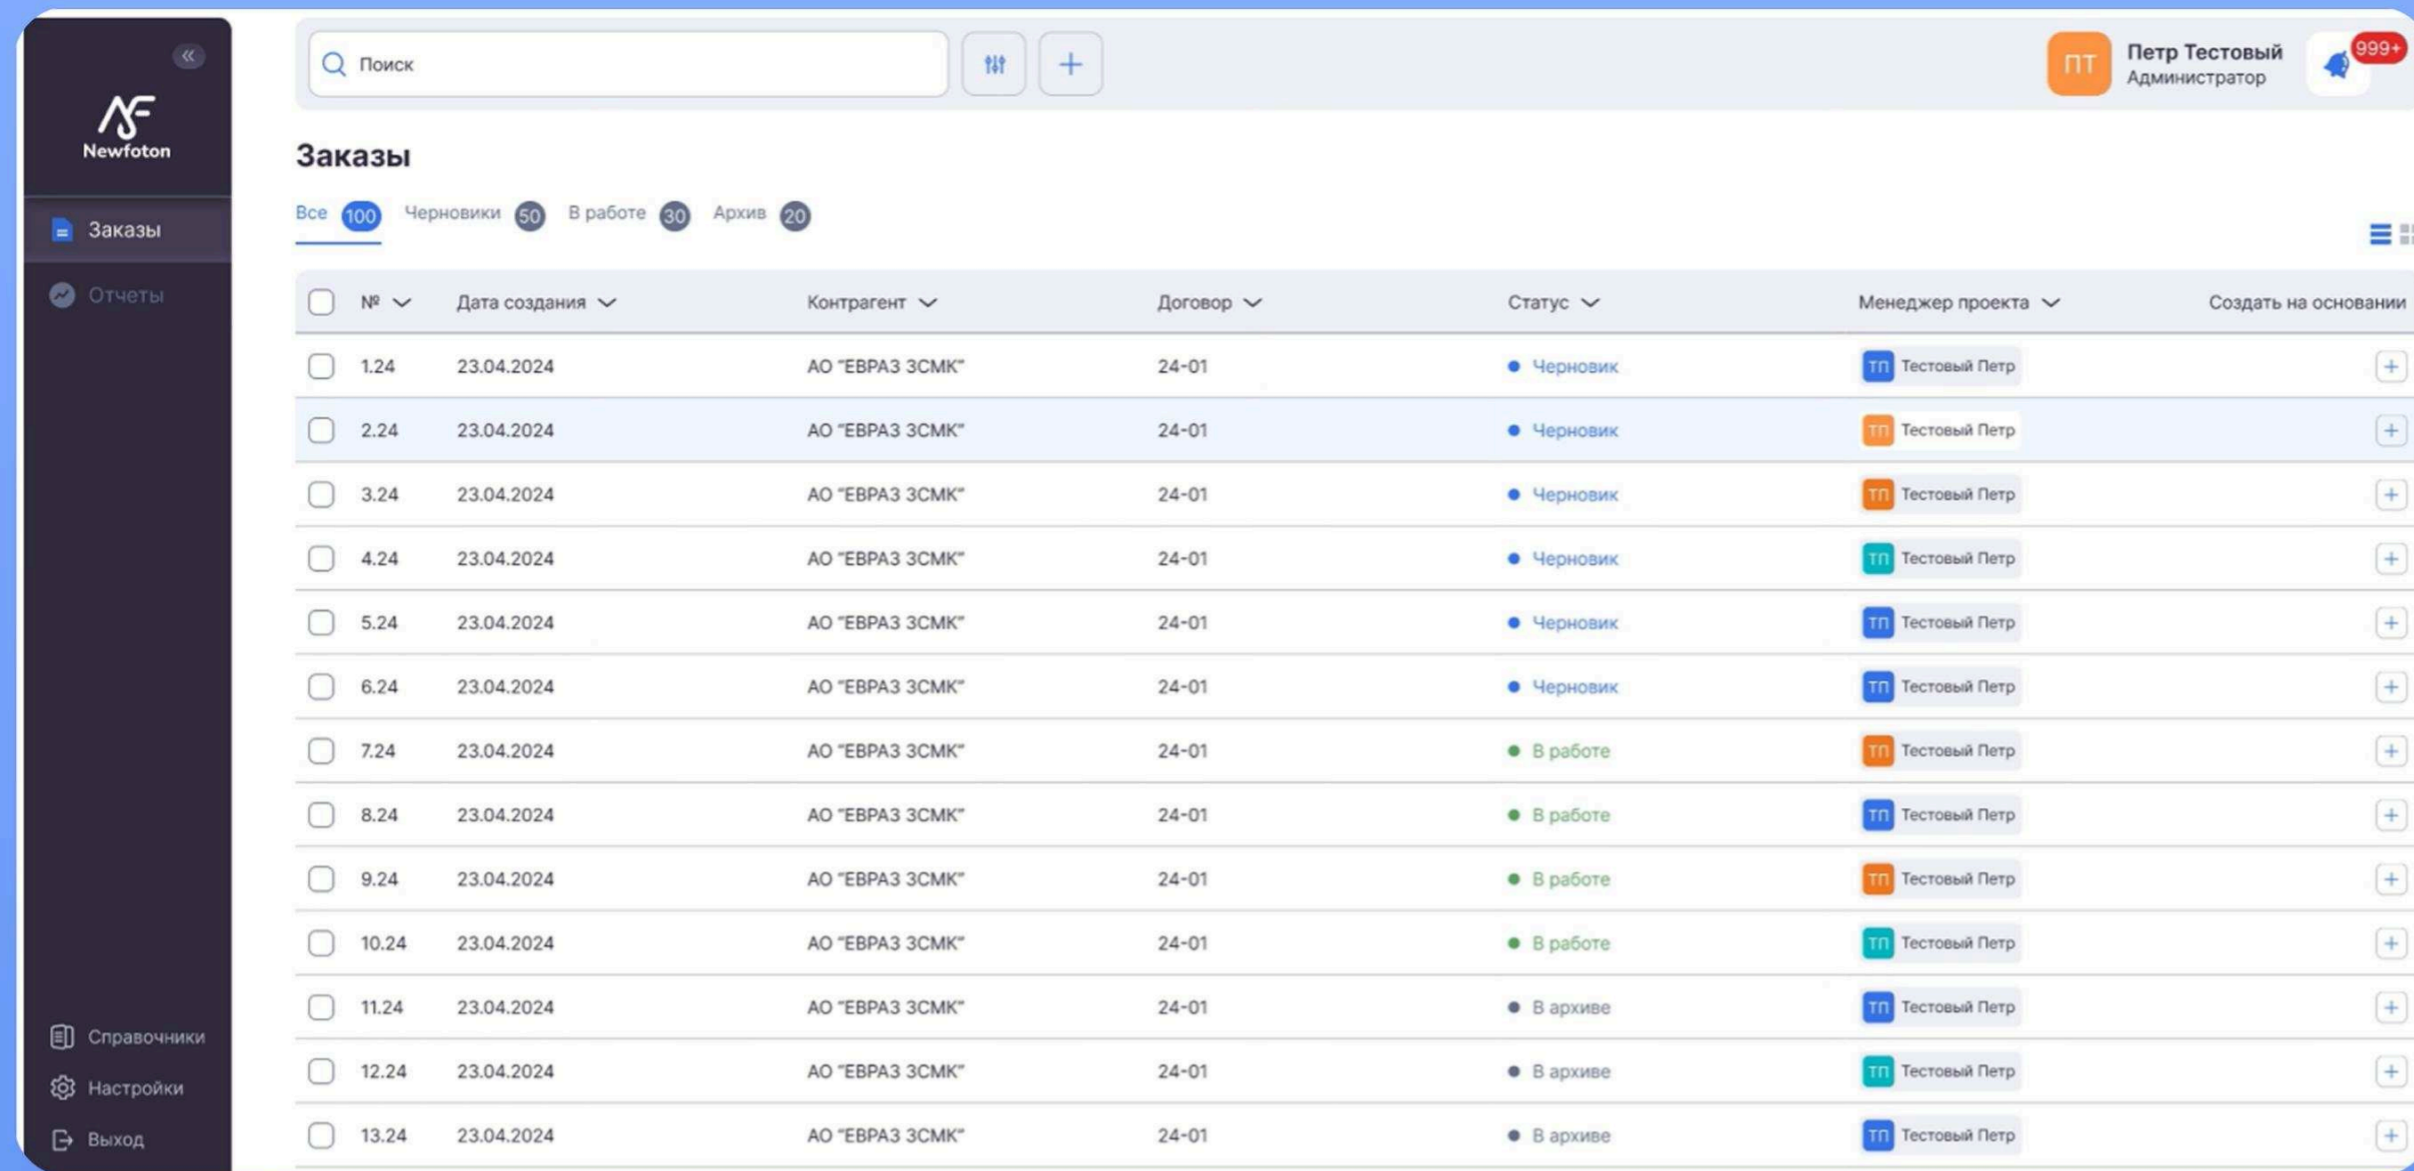 Поиск
ПТ
Петр Тестовый
Администратор
999+
Newfoton
Заказы
Отчеты
Справочники
Настройки
Выход
Заказы
Все 100 Черновики 50 В работе 30 Архив 20
№ Дата создания Контрагент Договор Статус Менеджер проекта Создать на основании
1.24 23.04.2024 АО "ЕВРАЗ ЗСМК" 24-01 Черновик ТП Тестовый Петр
2.24 23.04.2024 АО "ЕВРАЗ ЗСМК" 24-01 Черновик ТП Тестовый Петр
3.24 23.04.2024 АО "ЕВРАЗ ЗСМК" 24-01 Черновик ТП Тестовый Петр
4.24 23.04.2024 АО "ЕВРАЗ ЗСМК" 24-01 Черновик ТП Тестовый Петр
5.24 23.04.2024 АО "ЕВРАЗ ЗСМК" 24-01 Черновик ТП Тестовый Петр
6.24 23.04.2024 АО "ЕВРАЗ ЗСМК" 24-01 Черновик ТП Тестовый Петр
7.24 23.04.2024 АО "ЕВРАЗ ЗСМК" 24-01 В работе ТП Тестовый Петр
8.24 23.04.2024 АО "ЕВРАЗ ЗСМК" 24-01 В работе ТП Тестовый Петр
9.24 23.04.2024 АО "ЕВРАЗ ЗСМК" 24-01 В работе ТП Тестовый Петр
10.24 23.04.2024 АО "ЕВРАЗ ЗСМК" 24-01 В работе ТП Тестовый Петр
11.24 23.04.2024 АО "ЕВРАЗ ЗСМК" 24-01 В архиве ТП Тестовый Петр
12.24 23.04.2024 АО "ЕВРАЗ ЗСМК" 24-01 В архиве ТП Тестовый Петр
13.24 23.04.2024 АО "ЕВРАЗ ЗСМК" 24-01 В архиве ТП Тестовый Петр